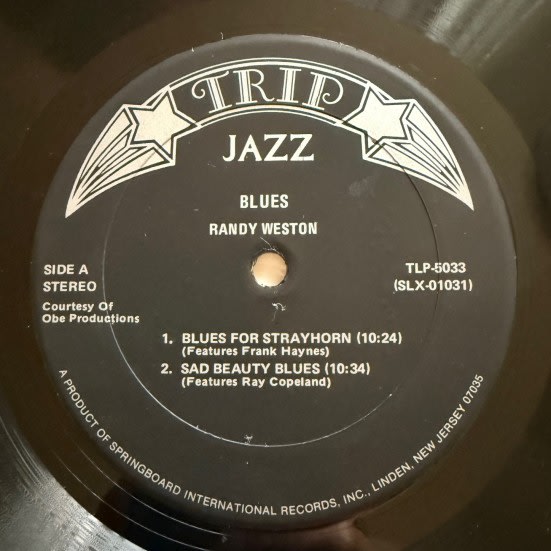 TRIP
JAZZ
BLUES
RANDY WESTON
SIDE A
STEREO
Courtesy Of
Obe Productions
TLP-5033
(SLX-01031)
1. BLUES FOR STRAYHORN (10:24)
(Features Frank Haynes)
2. SAD BEAUTY BLUES (10:34)
(Features Ray Copeland)
A PRODUCT OF SPRINGBOARD INTERNATIONAL RECORDS, INC., LINDEN, NEW JERSEY 07035